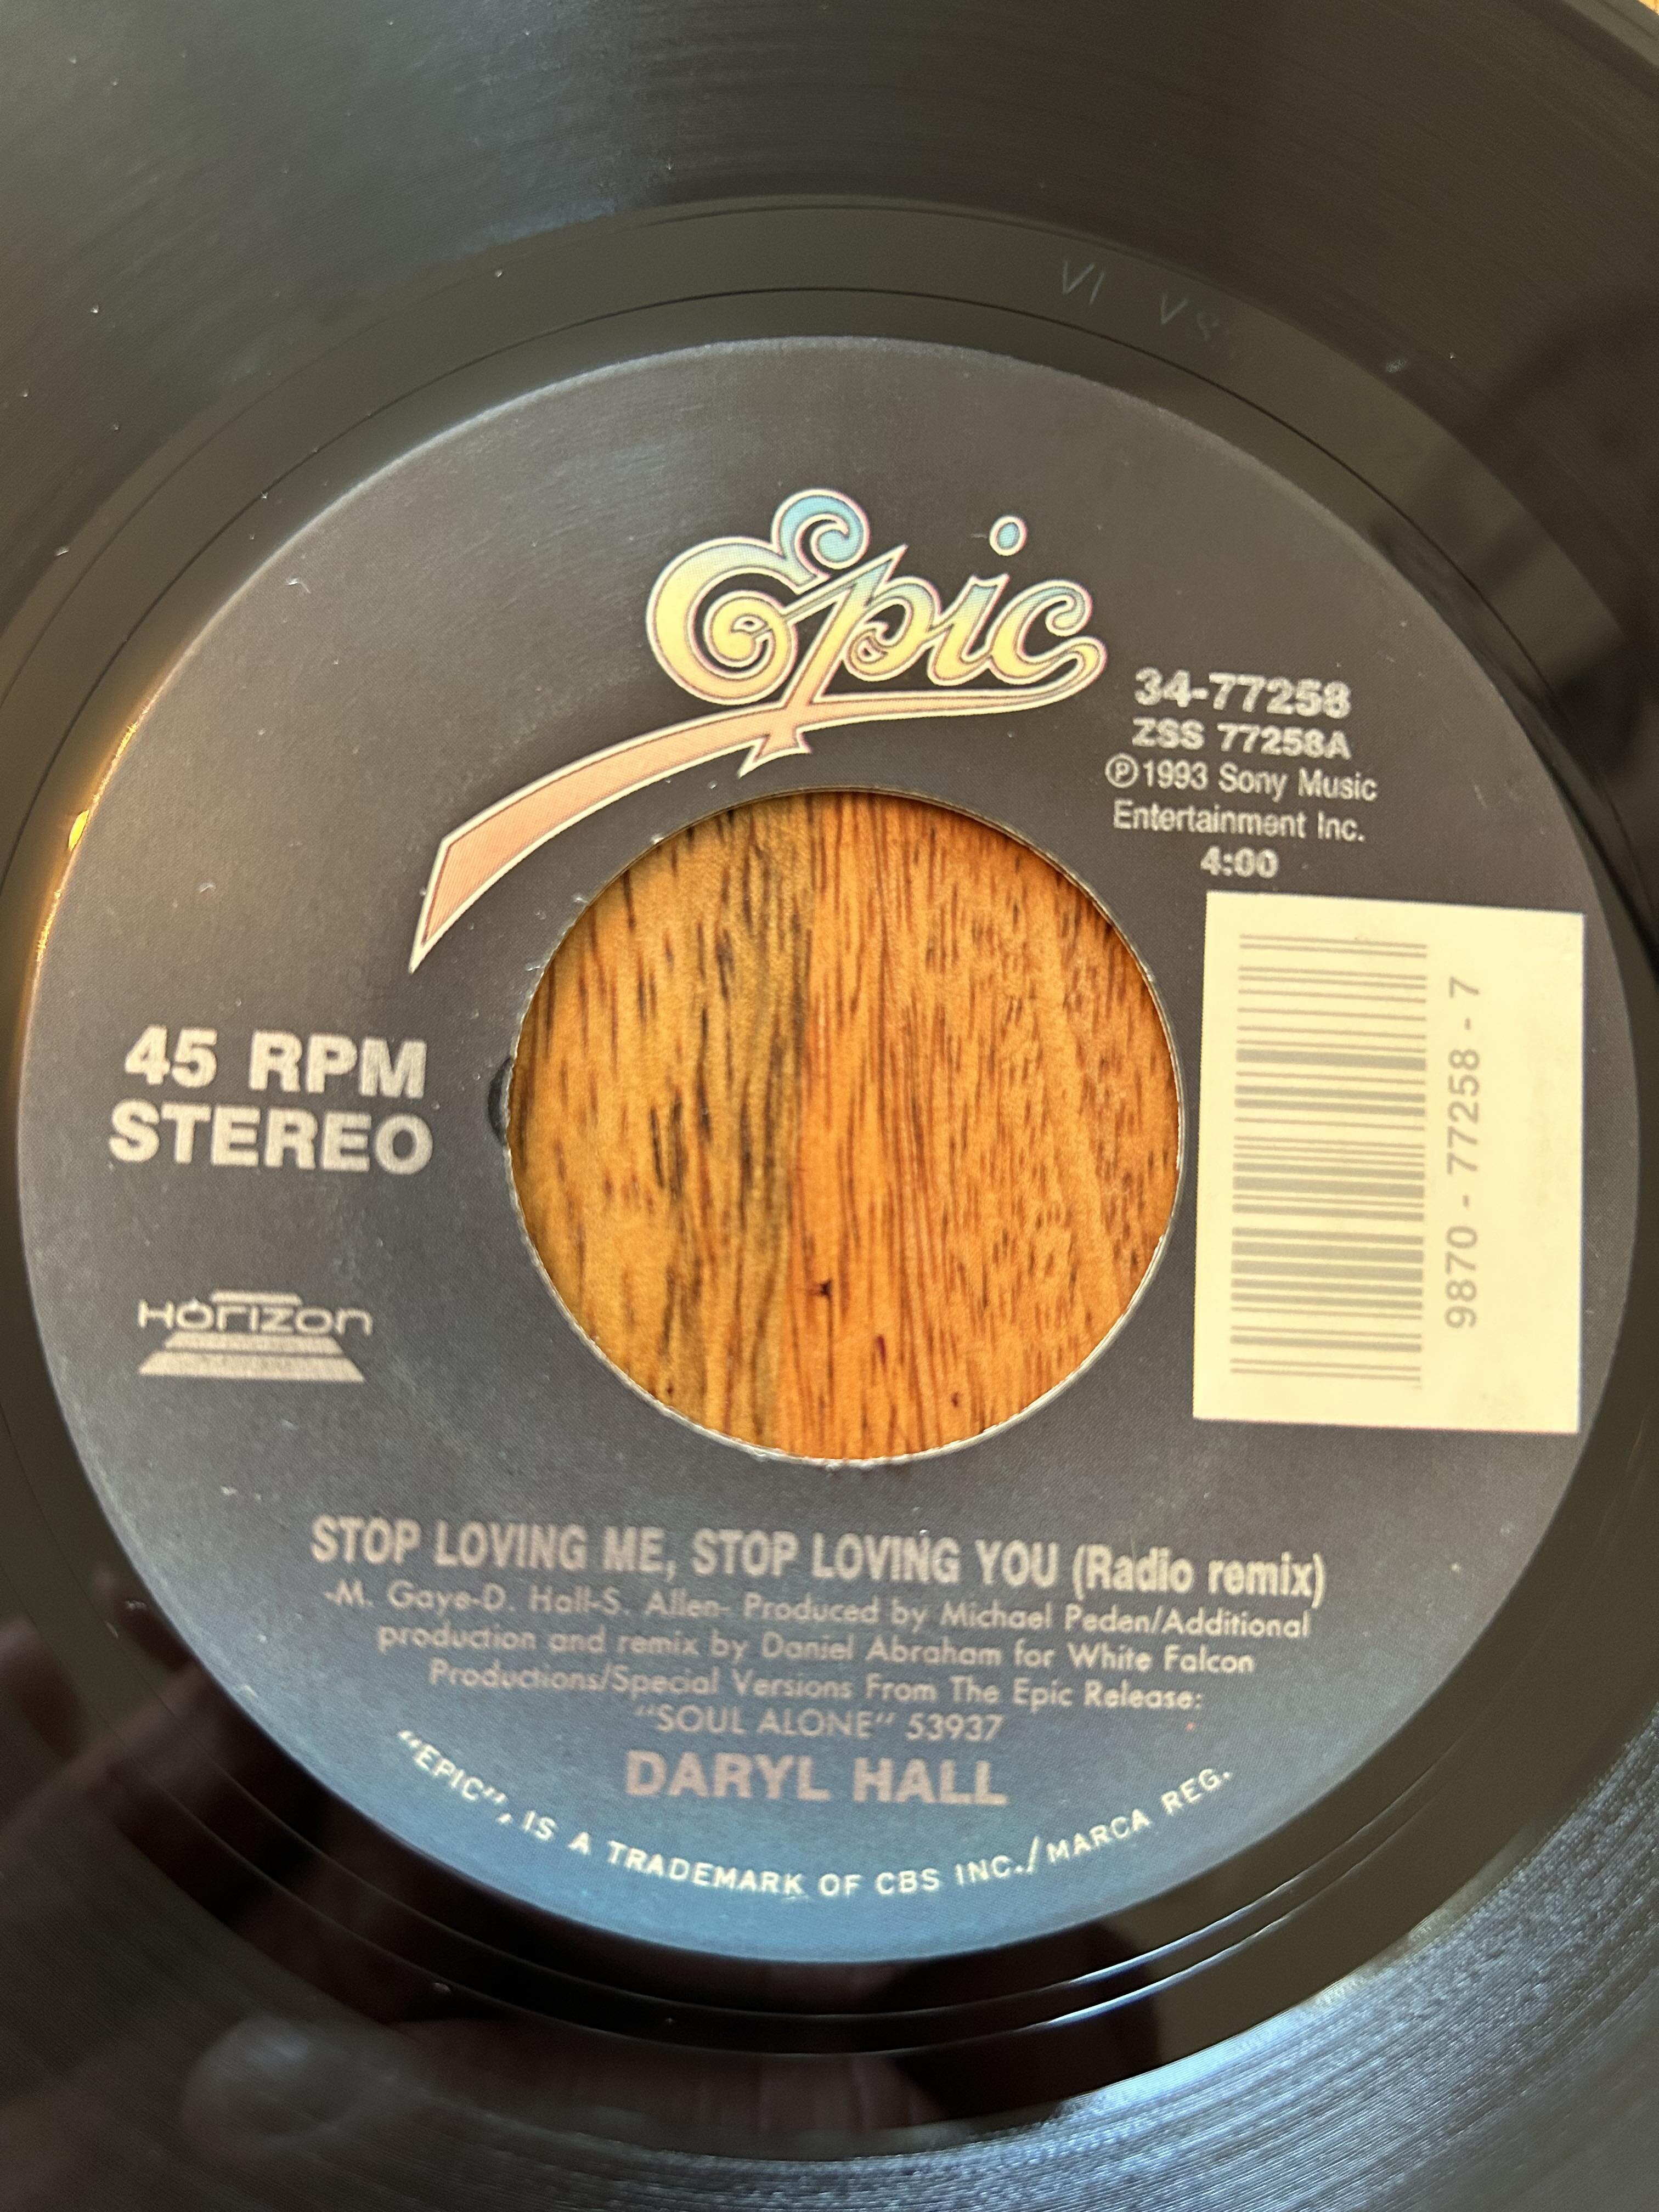 Epic
34-77258
ZSS 77258A
Ⓟ1993 Sony Music
Entertainment Inc.
4:00
45 RPM
STEREO
9870 - 77258 - 7
HORIZON
STOP LOVING ME, STOP LOVING YOU (Radio remix)
-M. Gaye-D. Hall-S. Allen- Produced by Michael Peden/Additional
production and remix by Daniel Abraham for White Falcon
Productions/Special Versions From The Epic Release:
"SOUL ALONE" 53937
DARYL HALL
"EPIC", IS A TRADEMARK OF CBS INC./MARCA REG.